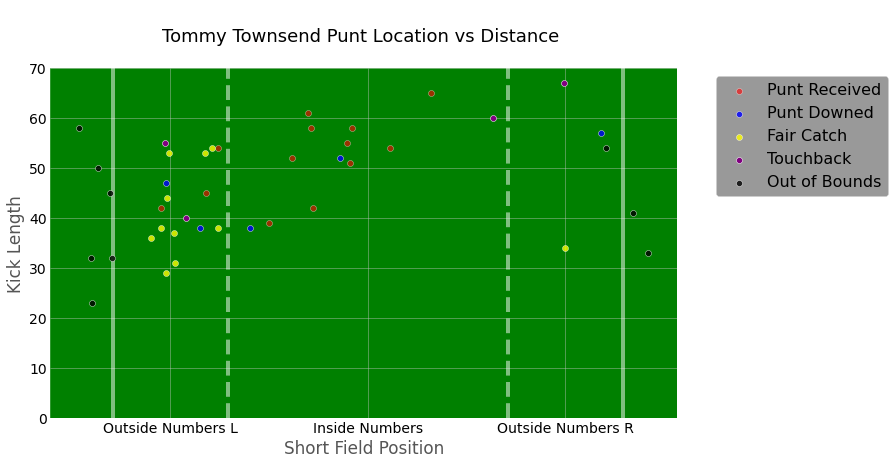 Tommy Townsend Punt Location vs Distance
Punt Received
Punt Downed
Fair Catch
Touchback
Out of Bounds
Kick Length
70
60
50
40
30
20
10
0
Outside Numbers L
Inside Numbers
Outside Numbers R
Short Field Position